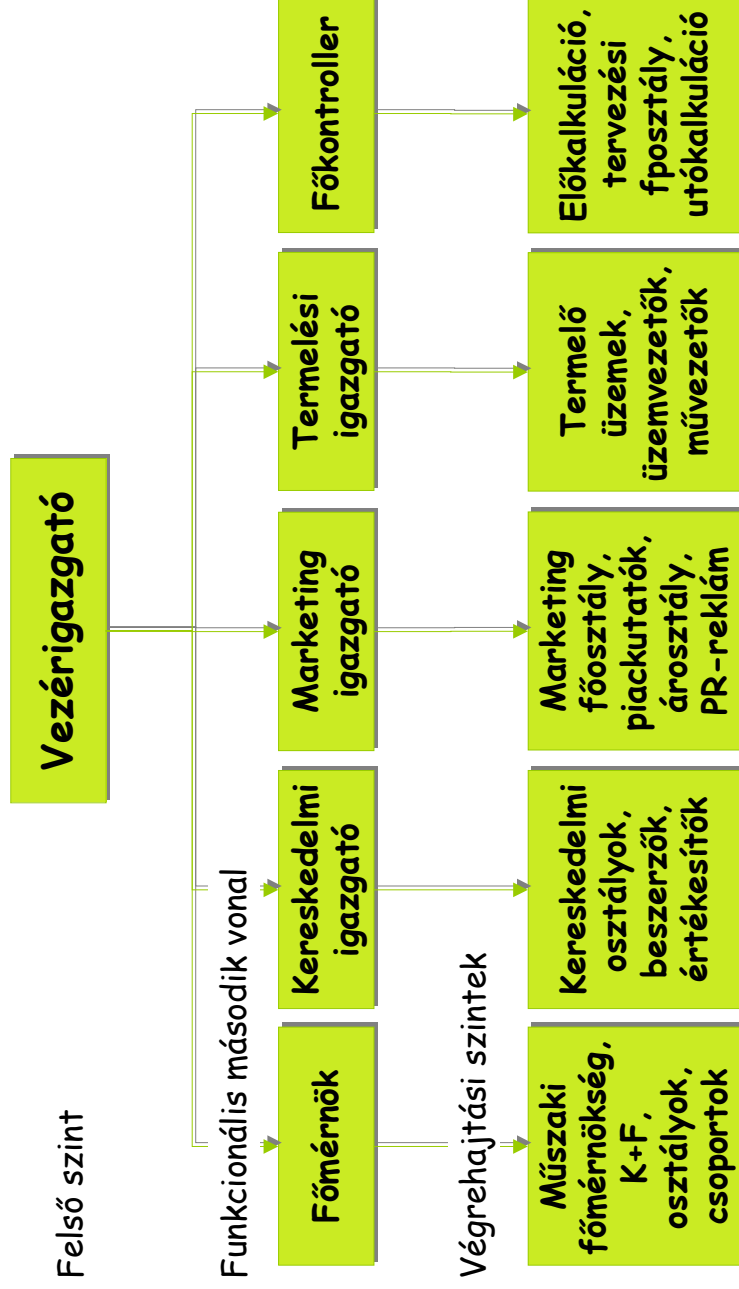 Felső szint
Vezérigazgató
Funkcionális második vonal
Főmérnök
Kereskedelmi
igazgató
Marketing
igazgató
Termelési
igazgató
Főkontroller
Végrehajtási szintek
Műszaki
főmérnökség,
K+F,
osztályok,
csoportok
Kereskedelmi
osztályok,
beszerzők,
értékesítők
Marketing
főosztály,
piackutatók,
árosztály,
PR-reklám
Termelő
üzemek,
üzemvezetők,
művezetők
Előkalkuláció,
tervezési
fposztály,
utókalkuláció